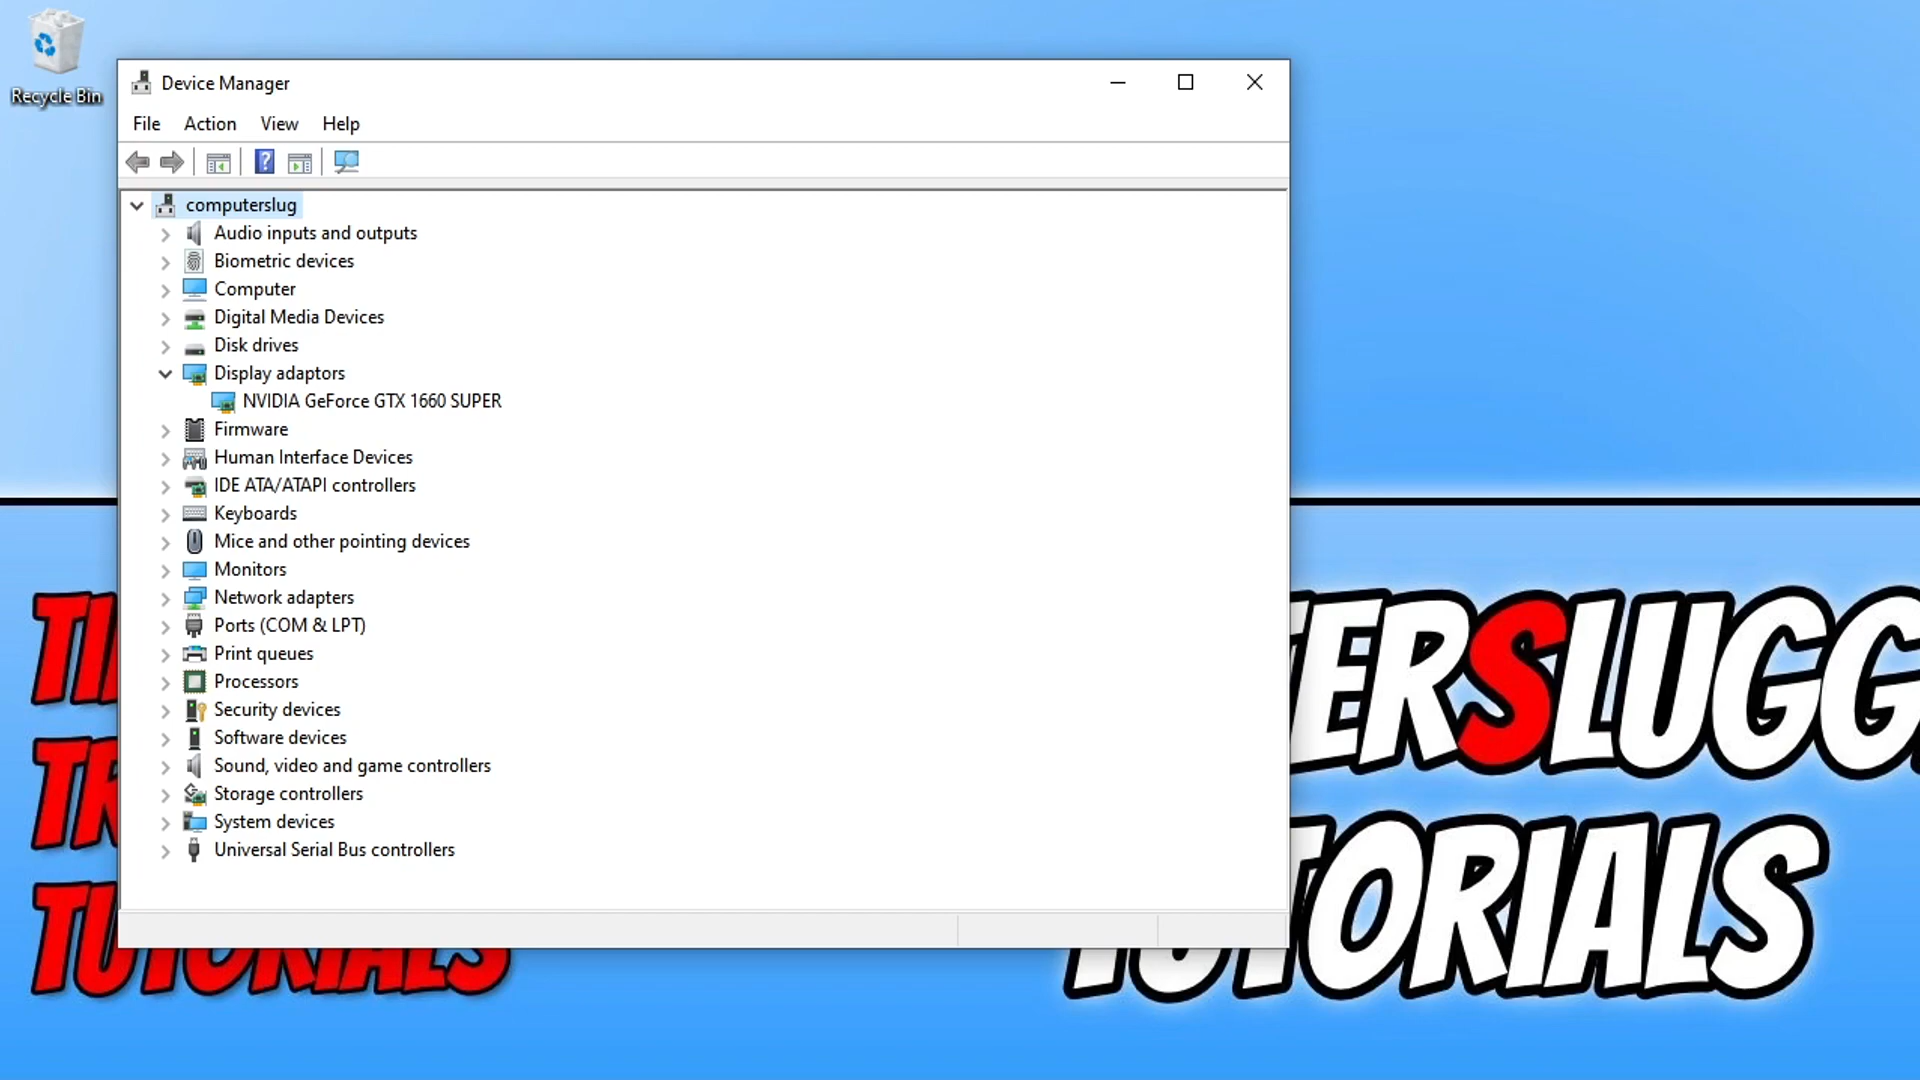 Recycle Bin
Device Manager
File Action View Help
computerslug
Audio inputs and outputs
Biometric devices
Computer
Digital Media Devices
Disk drives
Display adaptors
NVIDIA GeForce GTX 1660 SUPER
Firmware
Human Interface Devices
IDE ATA/ATAPI controllers
Keyboards
Mice and other pointing devices
Monitors
Network adapters
Ports (COM & LPT)
Print queues
Processors
Security devices
Software devices
Sound, video and game controllers
Storage controllers
System devices
Universal Serial Bus controllers
TUTORIALS
TERSLUGG
TUTORIALS